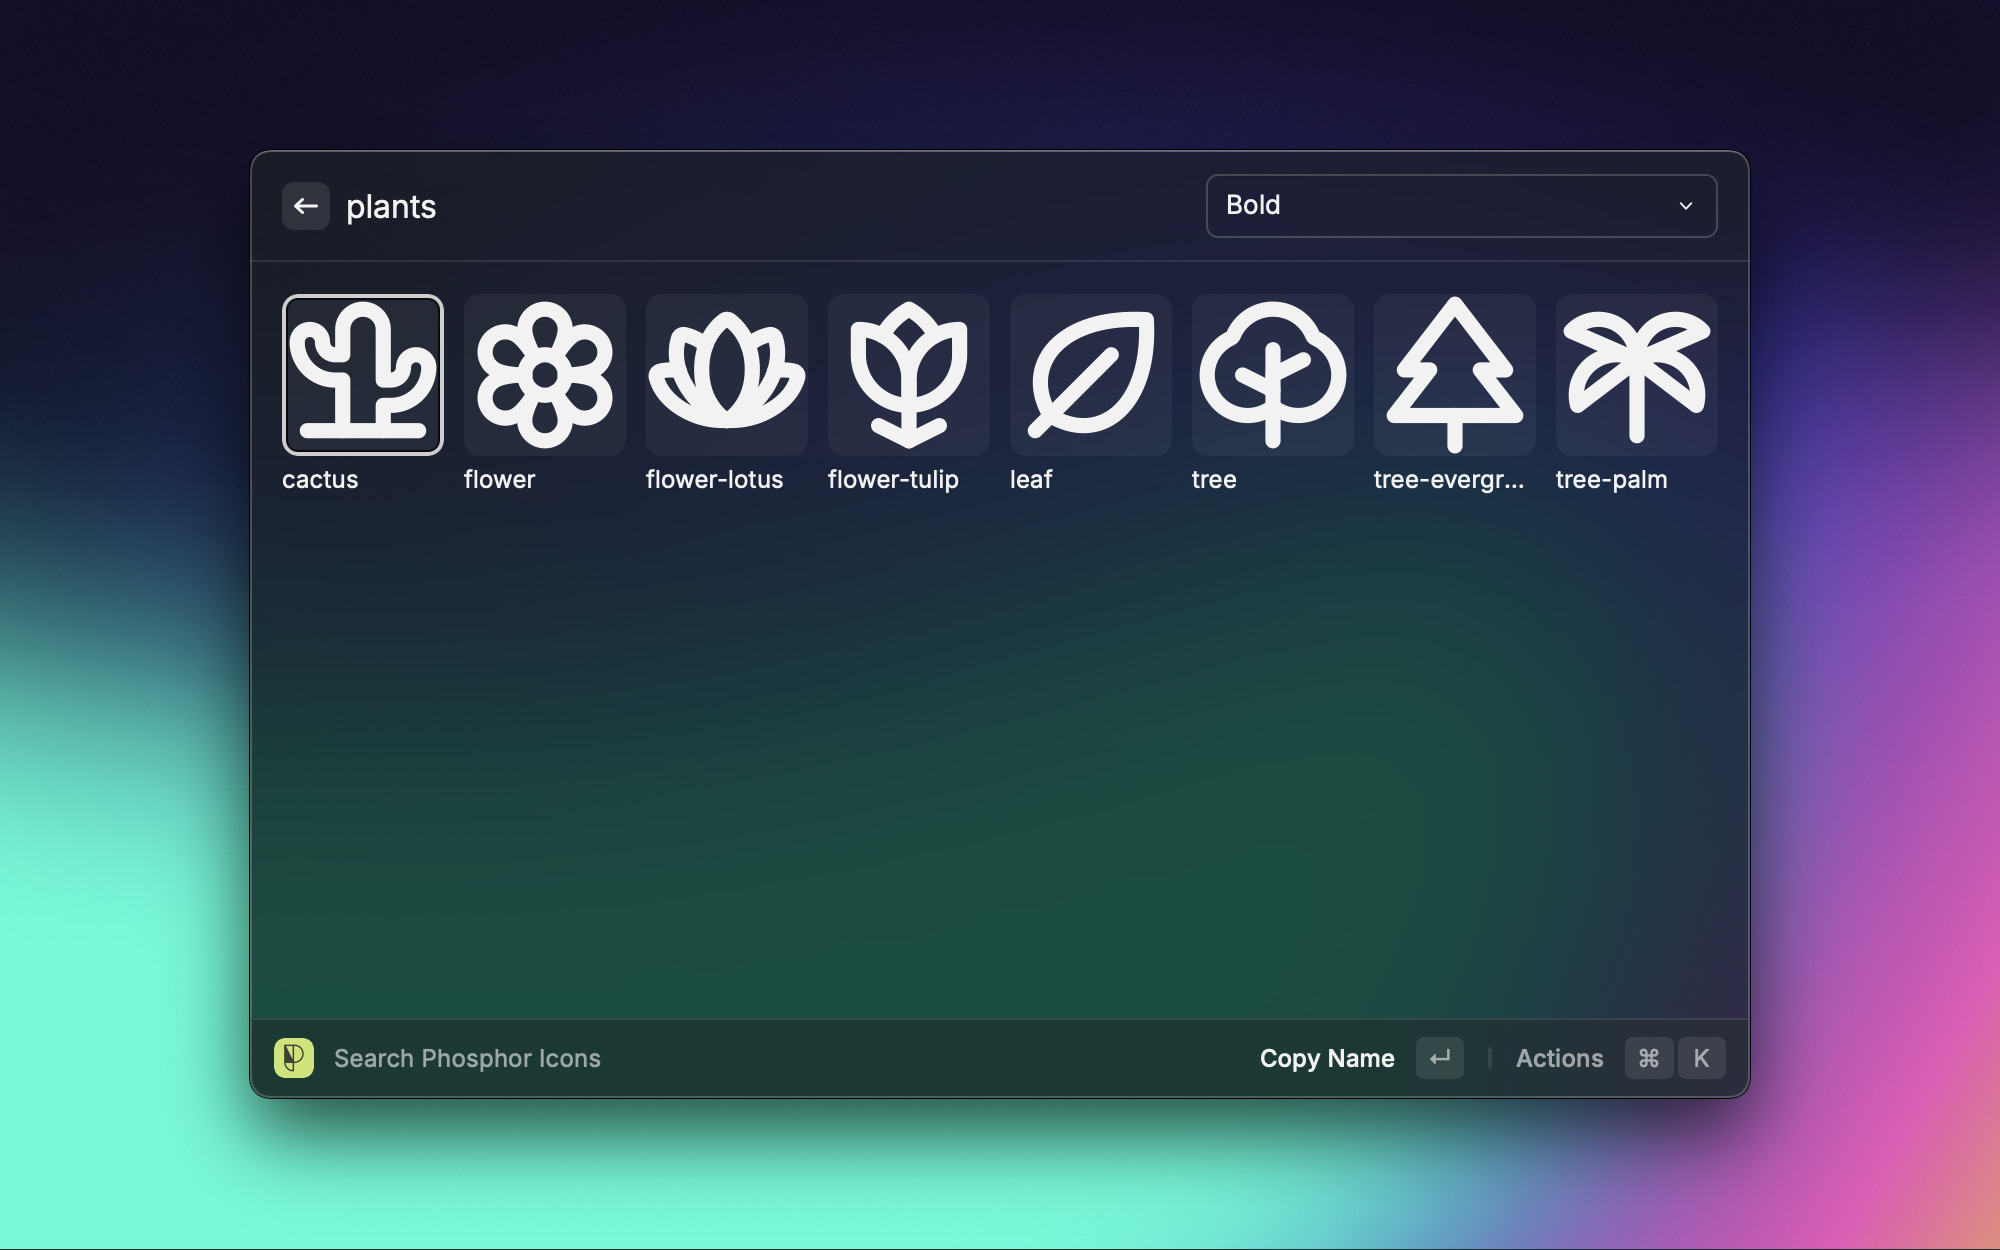 plants
Bold
cactus
flower
flower-lotus
flower-tulip
leaf
tree
tree-evergr...
tree-palm
Search Phosphor Icons
Copy Name
Actions
⌘ K